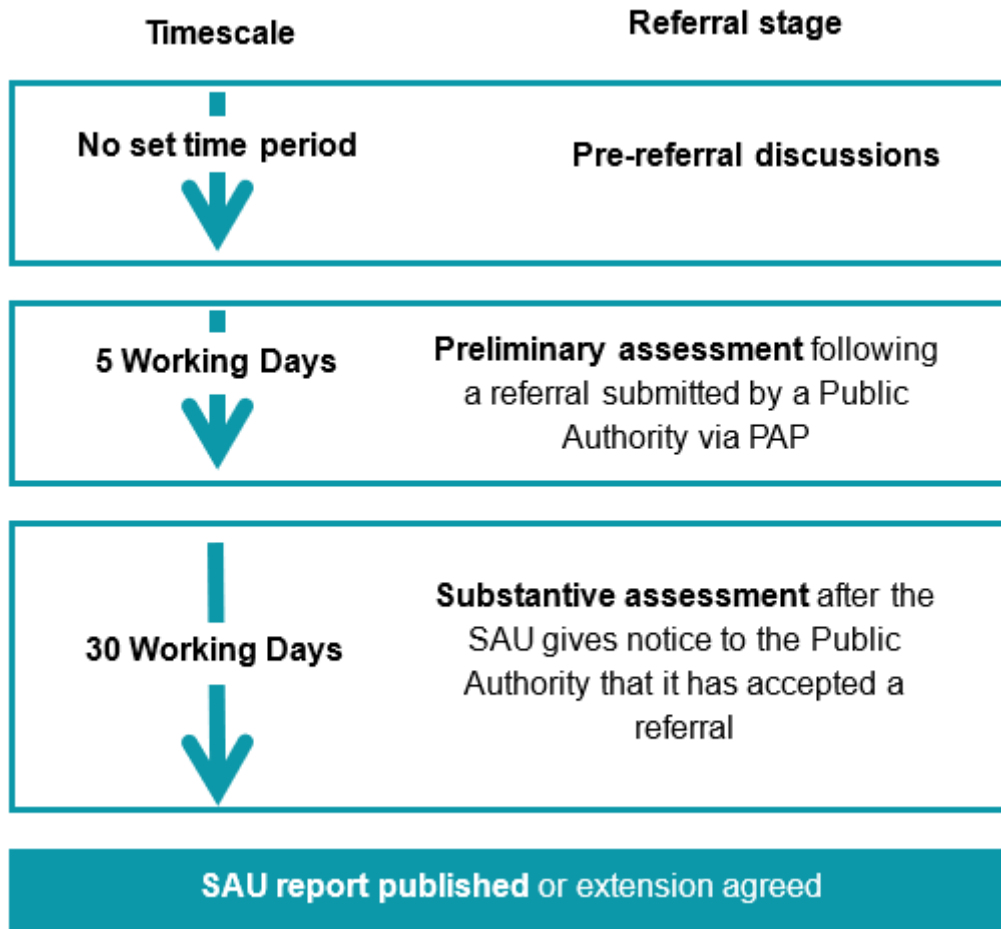 Timescale
Referral stage
No set time period
Pre-referral discussions
5 Working Days
Preliminary assessment following
a referral submitted by a Public
Authority via PAP
30 Working Days
Substantive assessment after the
SAU gives notice to the Public
Authority that it has accepted a
referral
SAU report published or extension agreed